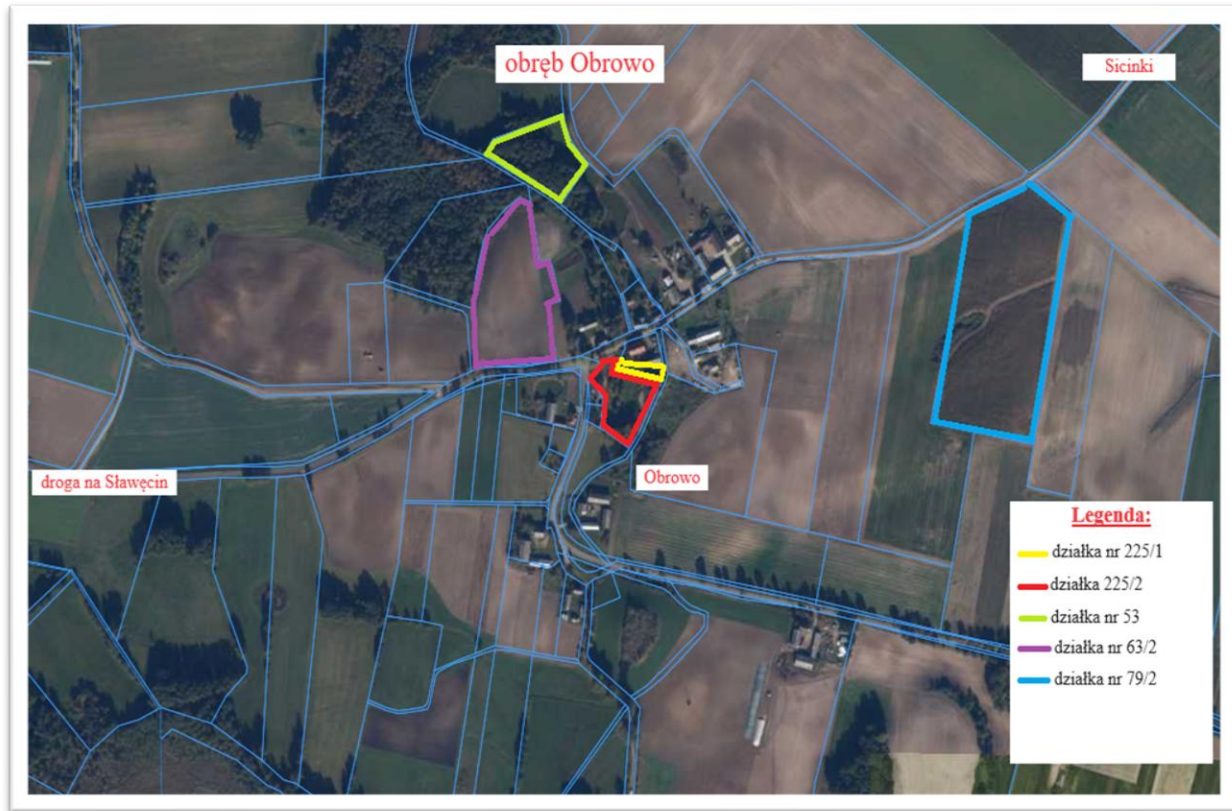 obręb Obrowo
Sicinki
droga na Sławęcin
Obrowo
Legenda:
działka nr 225/1
działka 225/2
działka nr 53
działka nr 63/2
działka nr 79/2